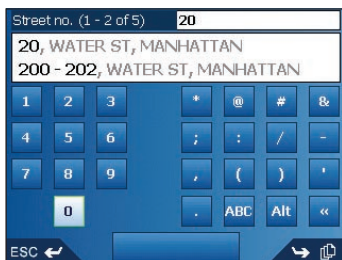 Street no. (1 - 2 of 5) 20
20, WATER ST, MANHATTAN
200 - 202, WATER ST, MANHATTAN
1 2 3 * @ # &
4 5 6 ; : / -
7 8 9 , ( ) '
0 . ABC Alt «
ESC